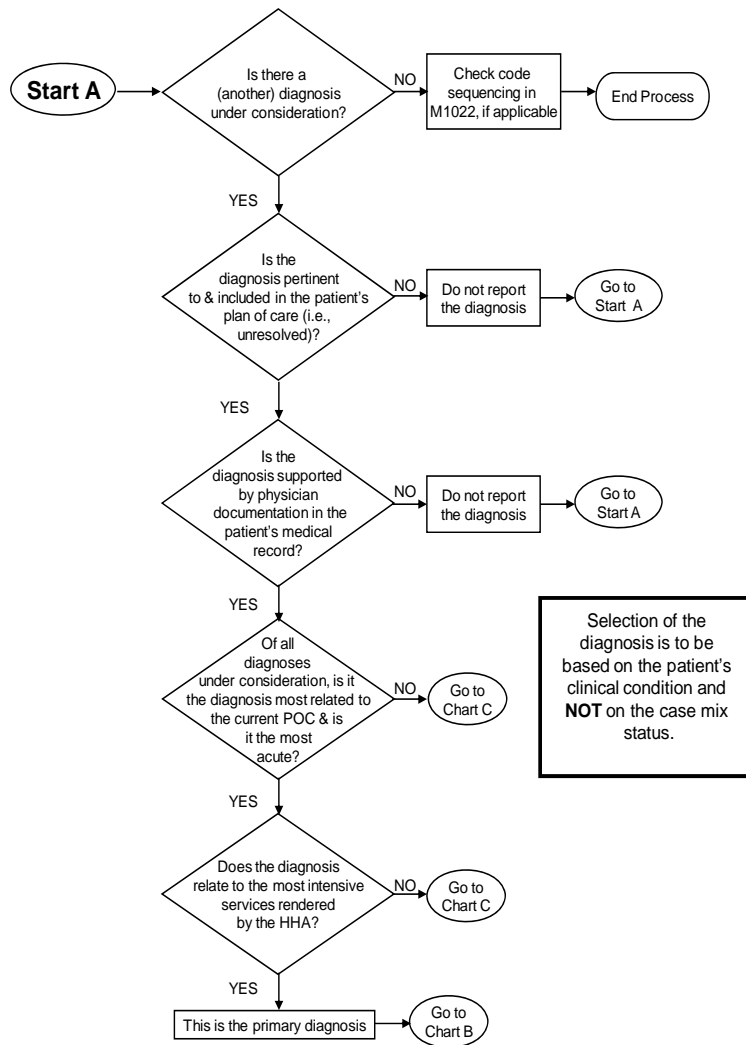 Start A
Is there a
(another) diagnosis
under consideration?
NO
Check code
sequencing in
M1022, if applicable
End Process
YES
Is the
diagnosis pertinent
to & included in the patient's
plan of care (i.e.,
unresolved)?
NO
Do not report
the diagnosis
Go to
Start A
YES
Is the
diagnosis supported
by physician
documentation in the
patient's medical
record?
NO
Do not report
the diagnosis
Go to
Start A
YES
Of all
diagnoses
under consideration, is it
the diagnosis most related to
the current POC & is
it the most
acute?
NO
Go to
Chart C
Selection of the
diagnosis is to be
based on the patient's
clinical condition and
NOT on the case mix
status.
YES
Does the diagnosis
relate to the most intensive
services rendered
by the HHA?
NO
Go to
Chart C
YES
This is the primary diagnosis
Go to
Chart B